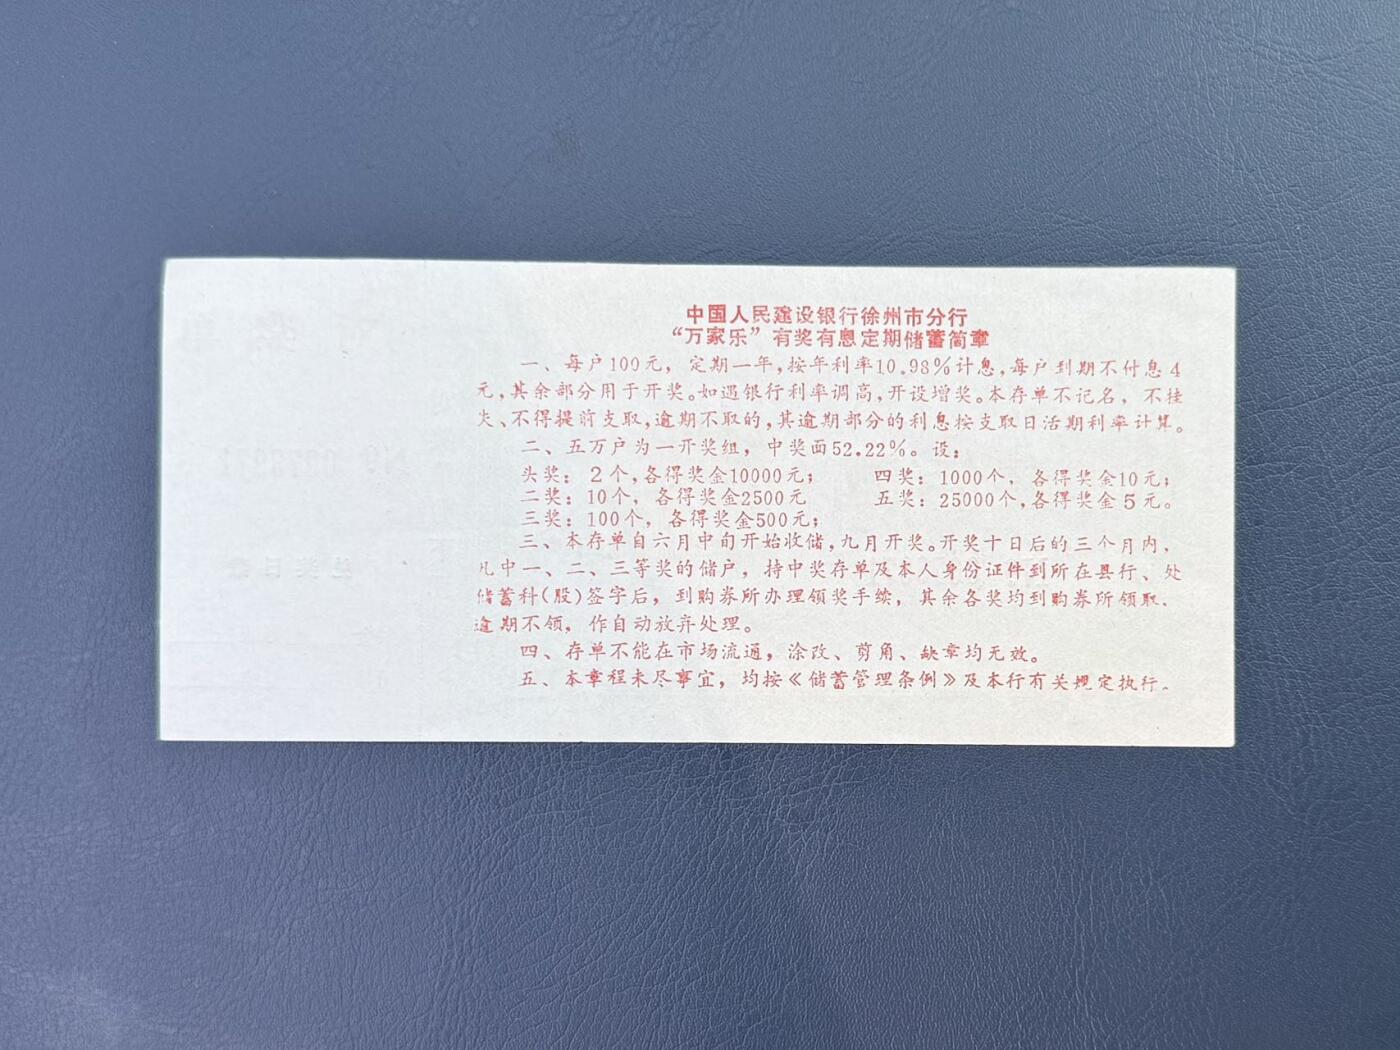 中国人民建设银行徐州市分行
“万家乐”有奖有息定期储蓄简章
一、每户100元，定期一年，按年利率10.98%计息，每户到期不付息4
元，其余部分用于开奖。如遇银行利率调高，开设增奖。本存单不记名，不挂
失、不得提前支取，逾期不取的，其逾期部分的利息按支取日活期利率计算。
二、五万户为一开奖组，中奖面52.22%。设：
头奖：2个，各得奖金10000元； 四奖：1000个，各得奖金10元；
二奖：10个，各得奖金2500元 五奖：25000个，各得奖金5元。
三奖：100个，各得奖金500元；
三、本存单自六月中旬开始收储，九月开奖。开奖十日后的三个月内，
凡中一、二、三等奖的储户，持中奖存单及本人身份证件到所在县行、处
储蓄科(股)签字后，到购券所办理领奖手续，其余各奖均到购券所领取.
逾期不领，作自动放弃处理。
四、存单不能在市场流通，涂改、剪角、缺章均无效。
五、本章程未尽事宜，均按《储蓄管理条例》及本行有关规定执行.